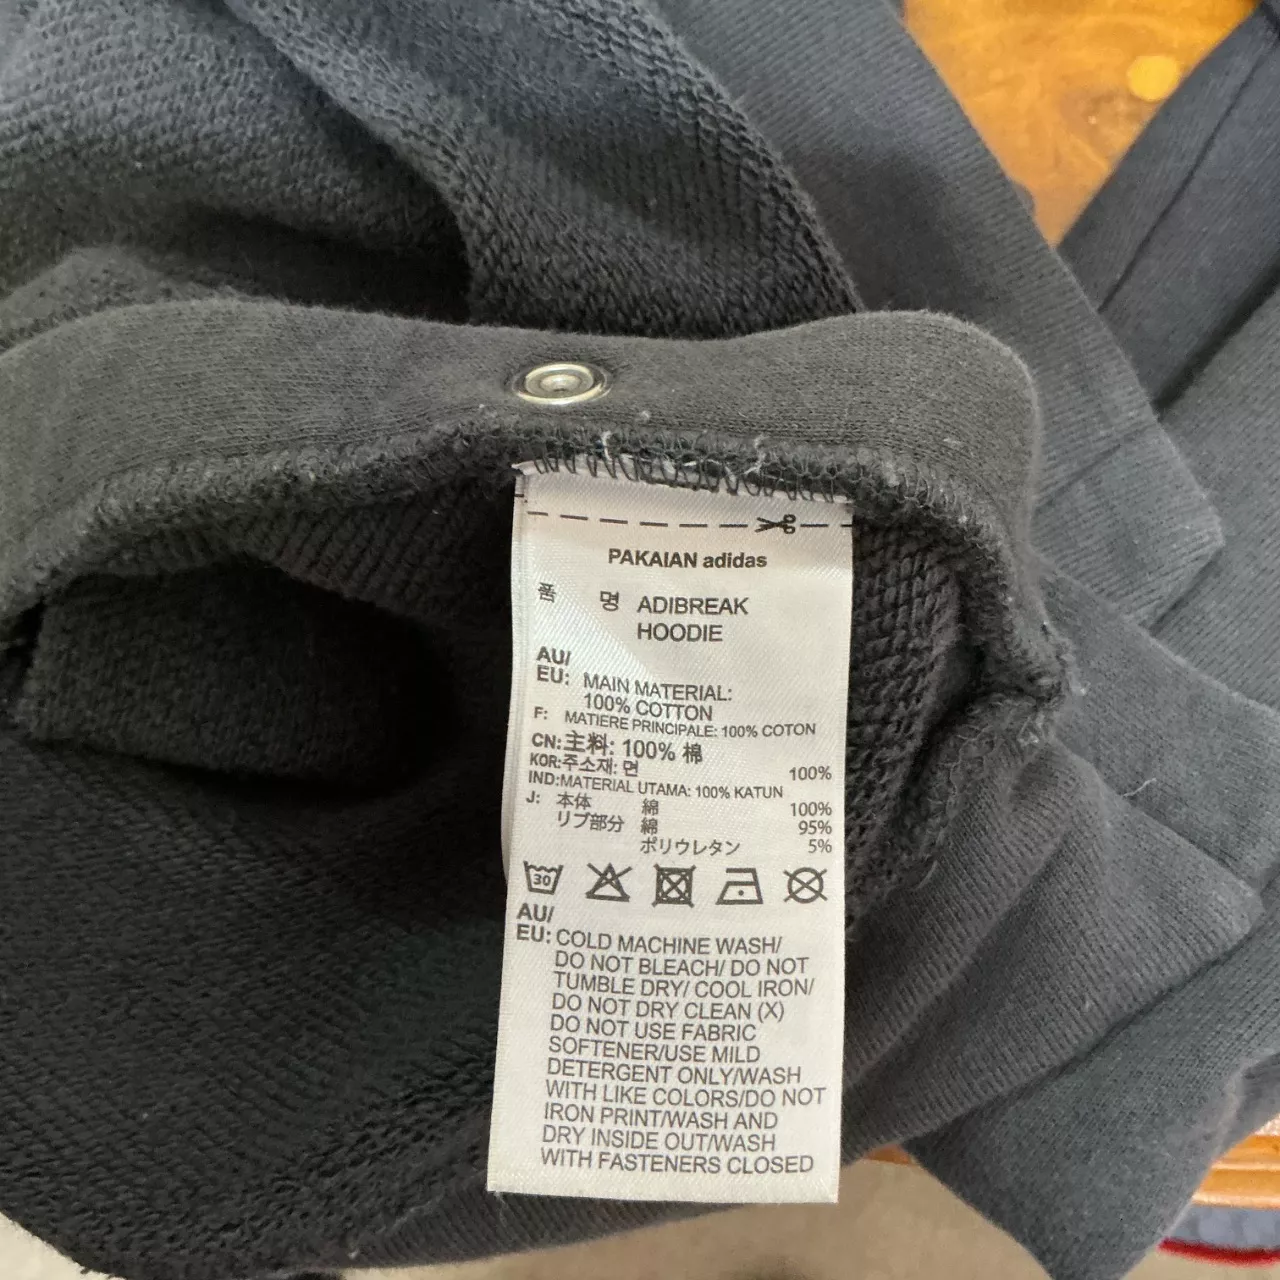 PAKAIAN adidas
품 명 ADIBREAK
HOODIE
AU/
EU: MAIN MATERIAL:
100% COTTON
F: MATIERE PRINCIPALE: 100% COTON
CN:主料: 100% 棉
KOR:주소재: 면 100%
IND:MATERIAL UTAMA: 100% KATUN
J: 本体 綿 100%
リブ部分 綿 95%
ポリウレタン 5%
30
AU/
EU: COLD MACHINE WASH/
DO NOT BLEACH/ DO NOT
TUMBLE DRY/ COOL IRON/
DO NOT DRY CLEAN (X)
DO NOT USE FABRIC
SOFTENER/USE MILD
DETERGENT ONLY/WASH
WITH LIKE COLORS/DO NOT
IRON PRINT/WASH AND
DRY INSIDE OUT/WASH
WITH FASTENERS CLOSED